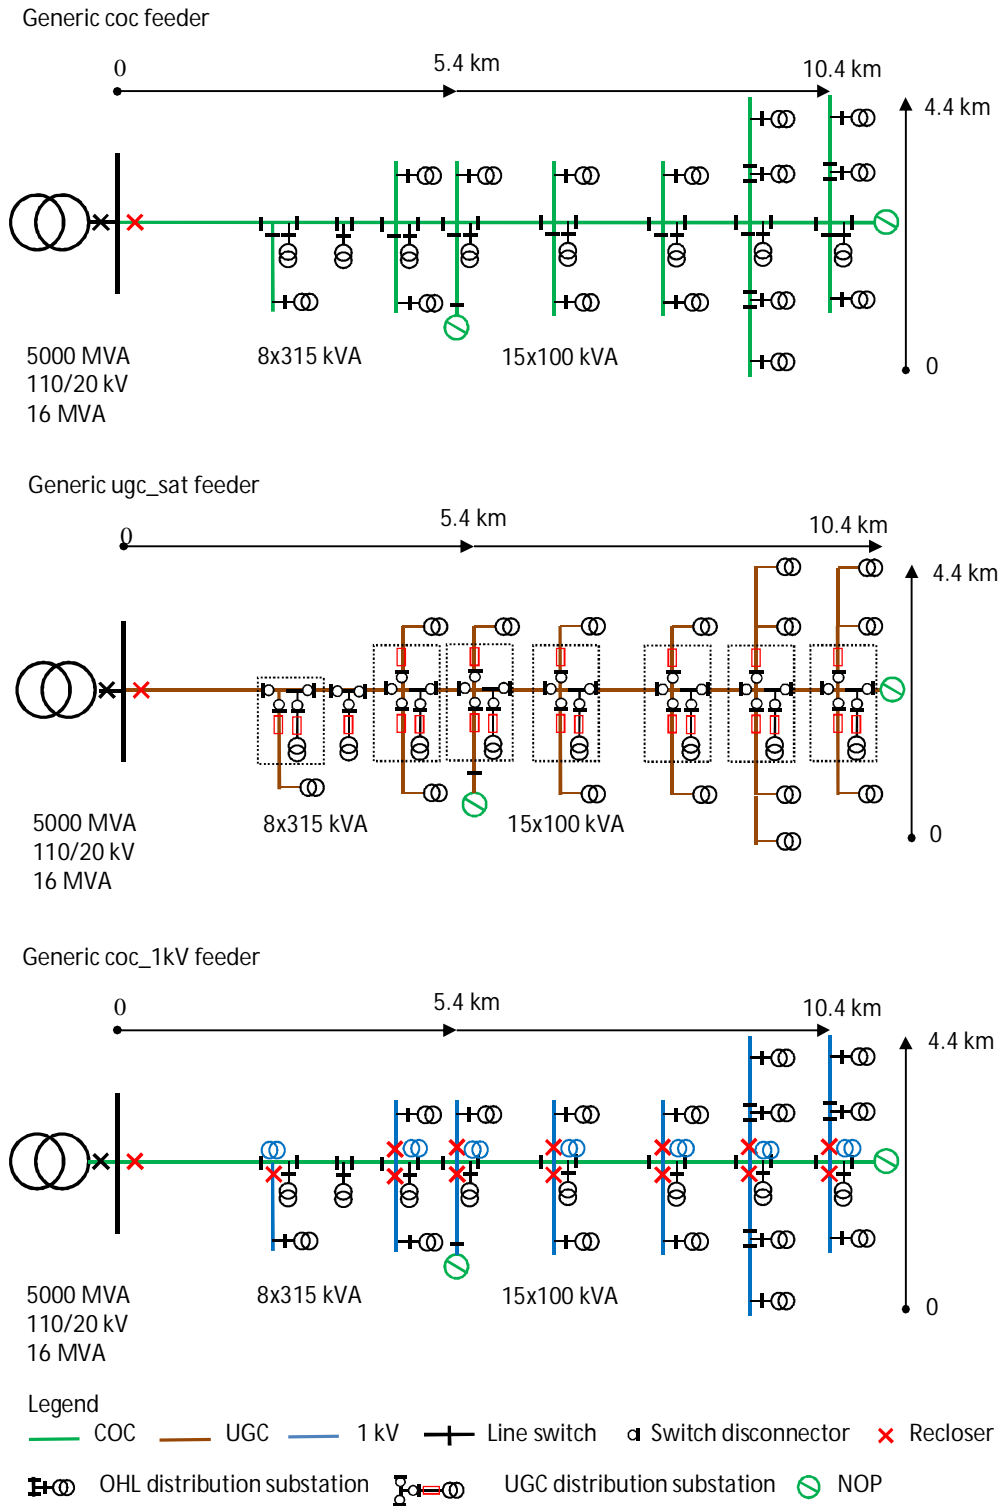 Generic coc feeder
0
5.4 km
10.4 km
4.4 km
5000 MVA
110/20 kV
16 MVA
8x315 kVA
15x100 kVA
0
Generic ugc_sat feeder
0
5.4 km
10.4 km
4.4 km
5000 MVA
110/20 kV
16 MVA
8x315 kVA
15x100 kVA
0
Generic coc_1kV feeder
0
5.4 km
10.4 km
4.4 km
5000 MVA
110/20 kV
16 MVA
8x315 kVA
15x100 kVA
0
Legend
COC UGC 1 kV Line switch Switch disconnector Recloser
OHL distribution substation UGC distribution substation NOP